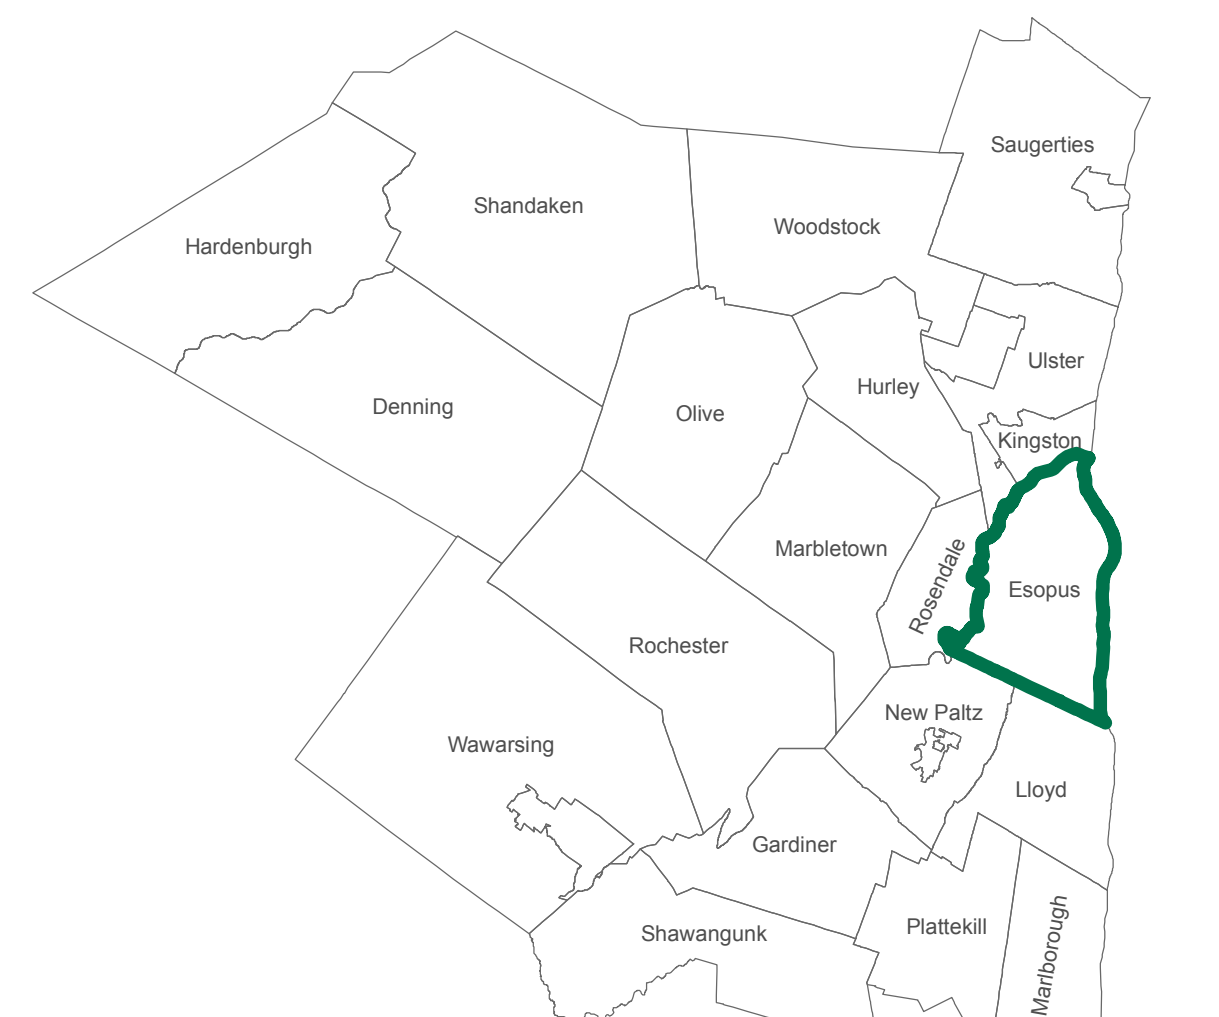 Saugerties
Shandaken
Woodstock
Hardenburgh
Ulster
Hurley
Denning
Olive
Kingston
Marbletown
Rosendale
Esopus
Rochester
New Paltz
Wawarsing
Lloyd
Gardiner
Plattekill
Shawangunk
Marlborough